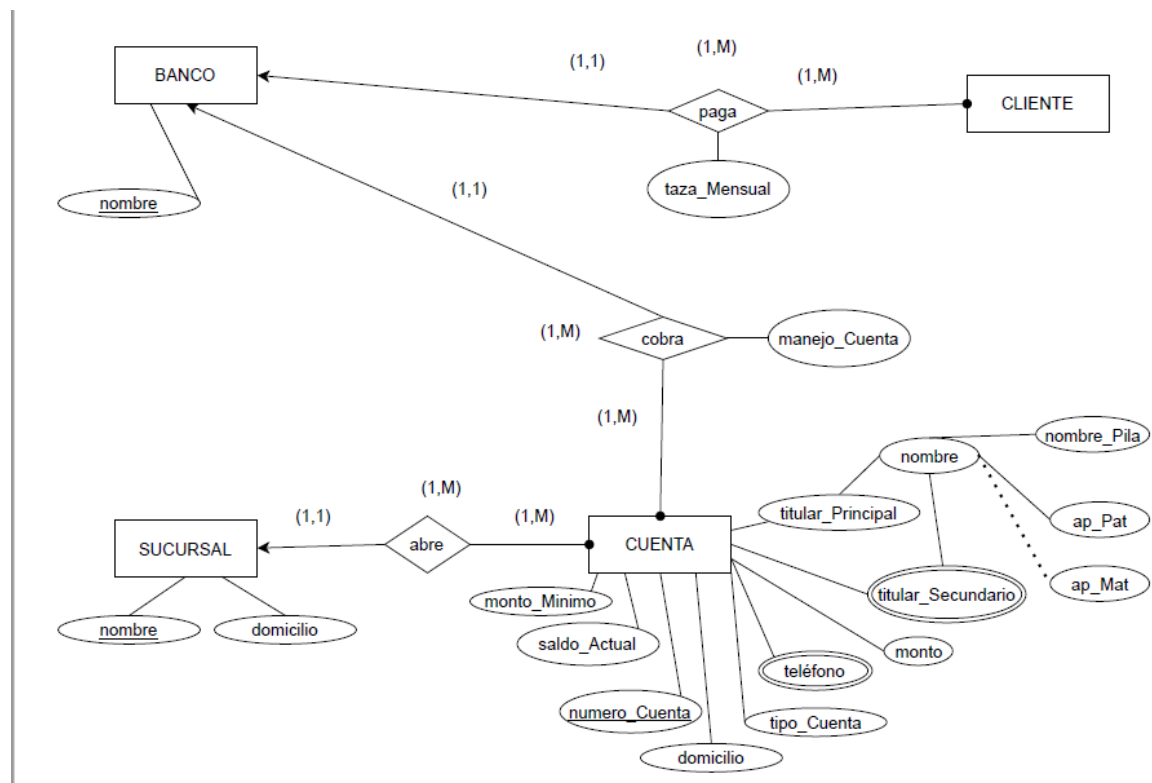 (1,M)
(1,1)
(1,M)
BANCO
CLIENTE
paga
taza_Mensual
(1,1)
nombre
(1,M)
cobra
manejo_Cuenta
(1,M)
nombre_Pila
nombre
(1,M)
titular_Principal
(1,1)
(1,M)
ap_Pat
SUCURSAL
abre
CUENTA
ap_Mat
monto_Minimo
titular_Secundario
nombre
domicilio
saldo_Actual
monto
teléfono
numero_Cuenta
tipo_Cuenta
domicilio